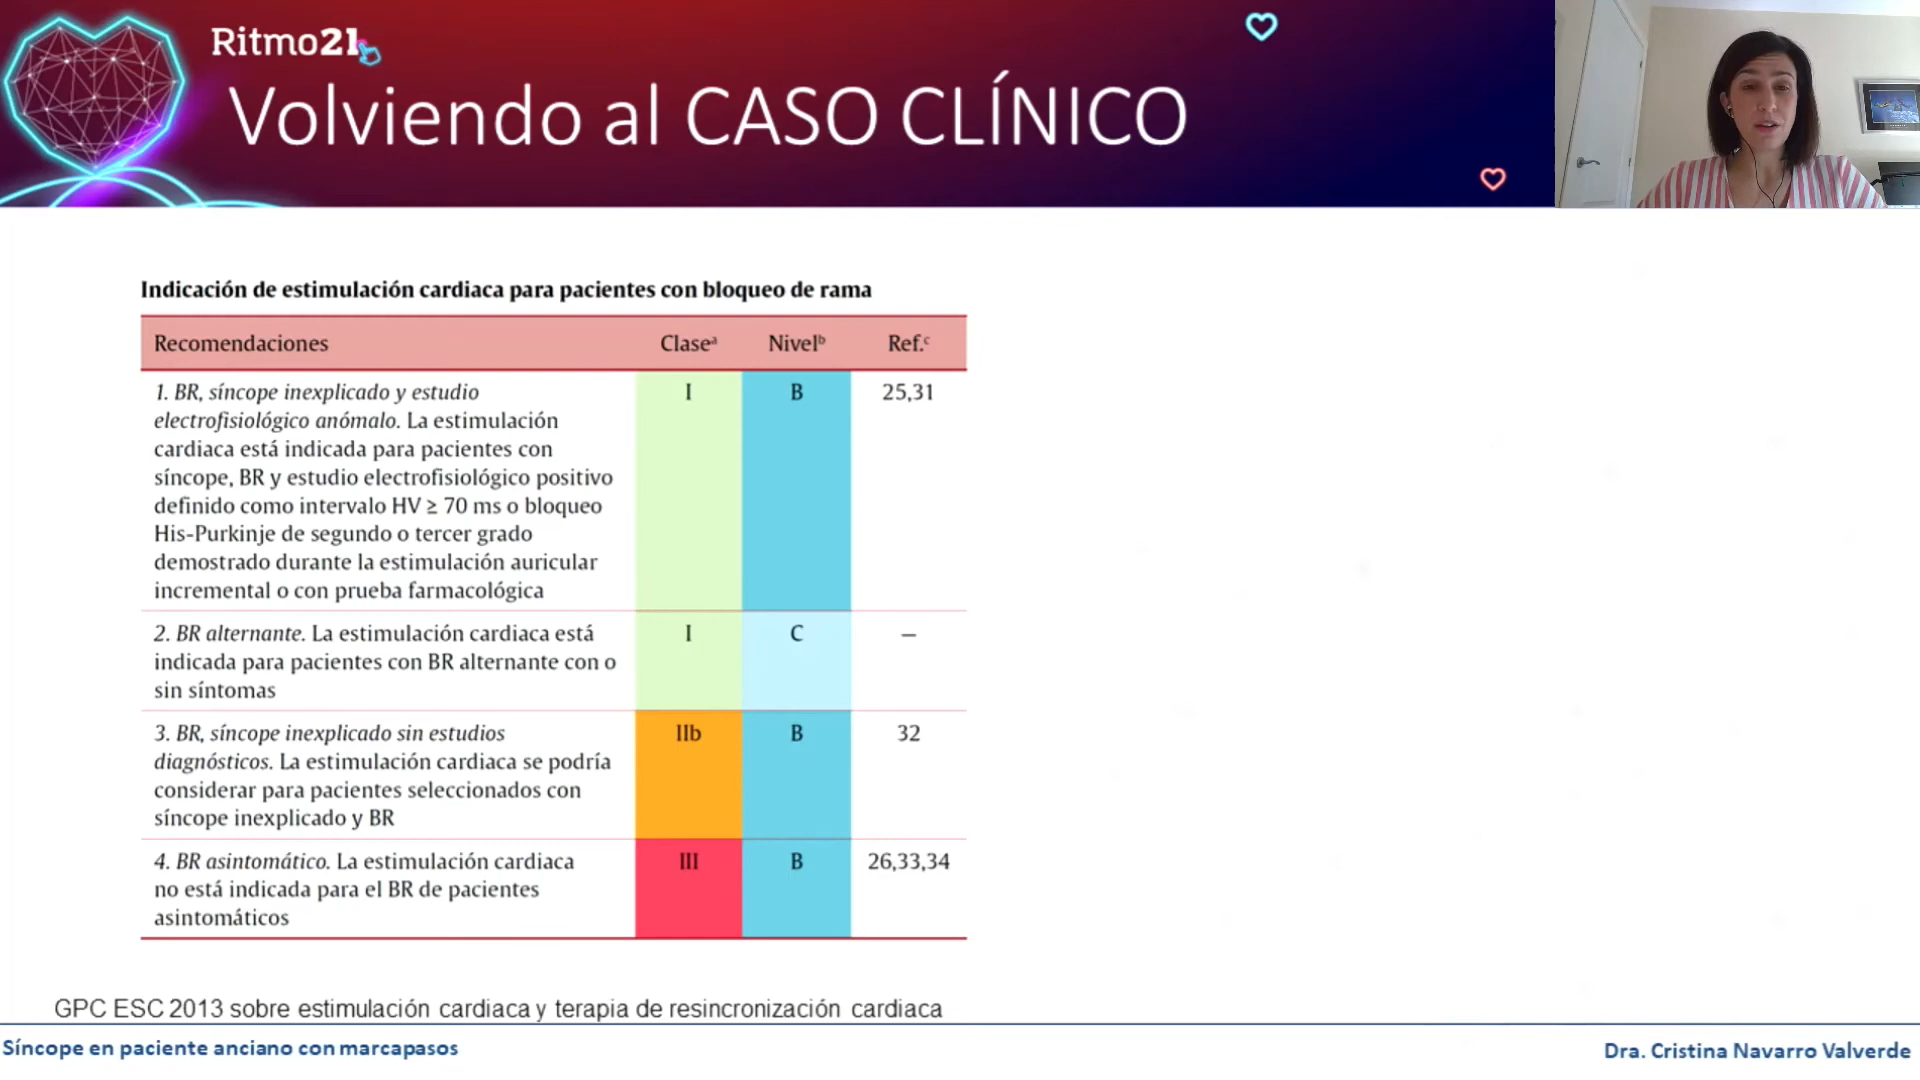 Ritmo21
Volviendo al CASO CLÍNICO
Indicación de estimulación cardiaca para pacientes con bloqueo de rama
Recomendaciones Claseᵃ Nivelᵇ Ref.ᶜ
1. BR, síncope inexplicado y estudio I B 25,31
electrofisiológico anómalo. La estimulación
cardiaca está indicada para pacientes con
síncope, BR y estudio electrofisiológico positivo
definido como intervalo HV ≥ 70 ms o bloqueo
His-Purkinje de segundo o tercer grado
demostrado durante la estimulación auricular
incremental o con prueba farmacológica
2. BR alternante. La estimulación cardiaca está I C –
indicada para pacientes con BR alternante con o
sin síntomas
3. BR, síncope inexplicado sin estudios IIb B 32
diagnósticos. La estimulación cardiaca se podría
considerar para pacientes seleccionados con
síncope inexplicado y BR
4. BR asintomático. La estimulación cardiaca III B 26,33,34
no está indicada para el BR de pacientes
asintomáticos
GPC ESC 2013 sobre estimulación cardiaca y terapia de resincronización cardiaca
Síncope en paciente anciano con marcapasos
Dra. Cristina Navarro Valverde